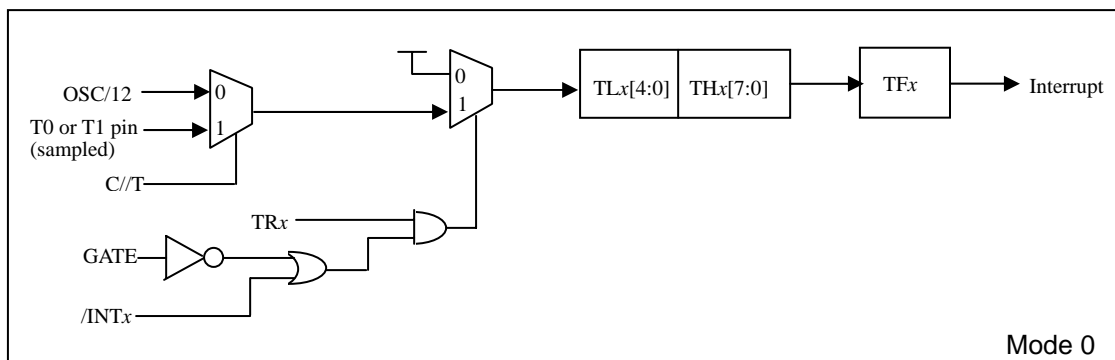 OSC/12
0
T0 or T1 pin
1
(sampled)
C//T
0
1
TLx[4:0]
THx[7:0]
TFx
Interrupt
TRx
GATE
/INTx
Mode 0